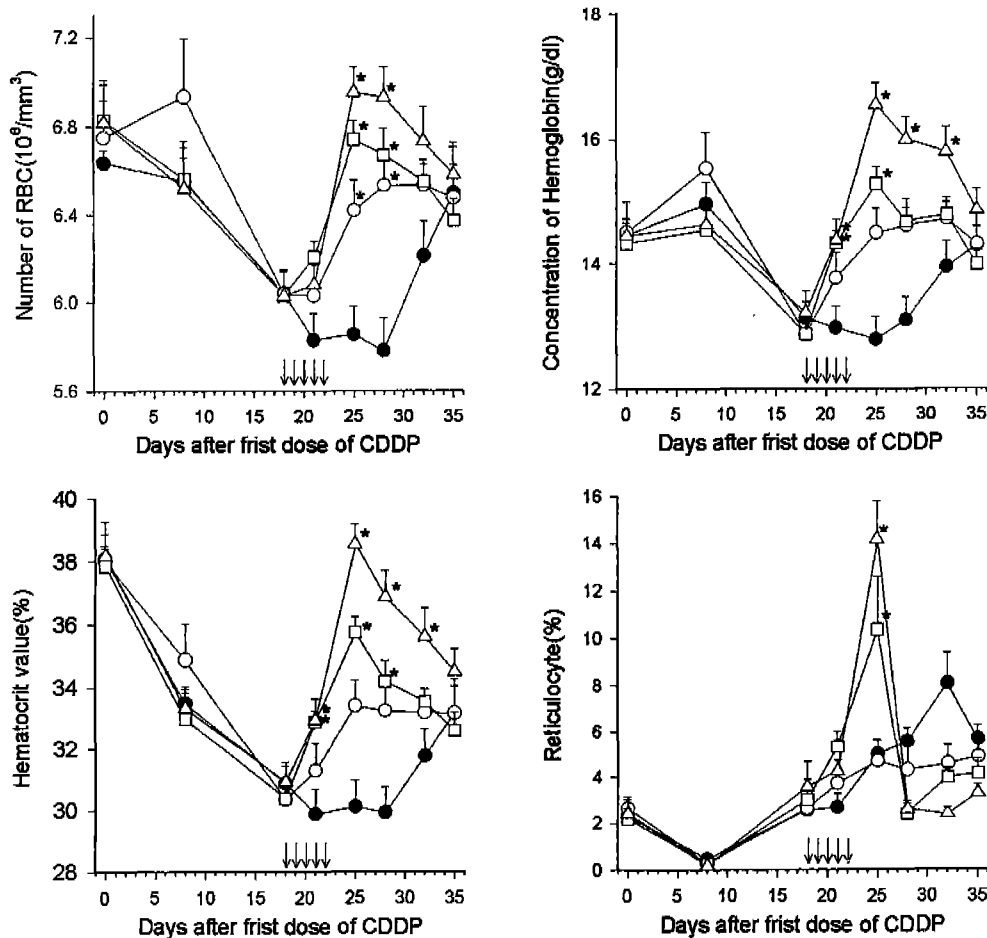 Number of RBC(10⁶/mm³)
7.2
6.8
6.4
6.0
5.6
* *
* *
* *
0 5 10 15 20 25 30 35
Days after frist dose of CDDP
Concentration of Hemoglobin(g/dl)
18
16
14
12
* * *
*
* *
0 5 10 15 20 25 30 35
Days after frist dose of CDDP
Hematocrit value(%)
40
38
36
34
32
30
28
* * *
* *
* *
0 5 10 15 20 25 30 35
Days after frist dose of CDDP
Reticulocyte(%)
16
14
12
10
8
6
4
2
0
*
*
0 5 10 15 20 25 30 35
Days after frist dose of CDDP